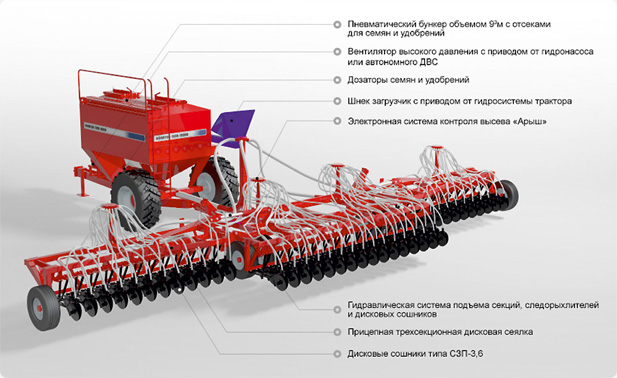 Пневматический бункер объемом 9³м с отсеками
для семян и удобрений
Вентилятор высокого давления с приводом от гидронасоса
или автономного ДВС
Дозаторы семян и удобрений
Шнек загрузчик с приводом от гидросистемы трактора
Электронная система контроля высева «Арыш»
Гидравлическая система подъема секций, следорыхлителей
и дисковых сошников
Прицепная трехсекционная дисковая сеялка
Дисковые сошники типа СЗП-3,6